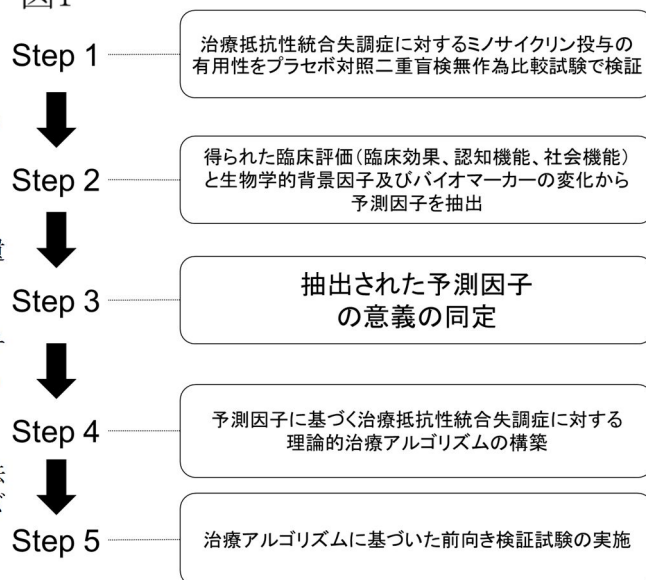 図1
Step 1
治療抵抗性統合失調症に対するミノサイクリン投与の
有用性をプラセボ対照二重盲検無作為比較試験で検証
Step 2
得られた臨床評価(臨床効果、認知機能、社会機能)
と生物学的背景因子及びバイオマーカーの変化から
予測因子を抽出
Step 3
抽出された予測因子
の意義の同定
Step 4
予測因子に基づく治療抵抗性統合失調症に対する
理論的治療アルゴリズムの構築
Step 5
治療アルゴリズムに基づいた前向き検証試験の実施